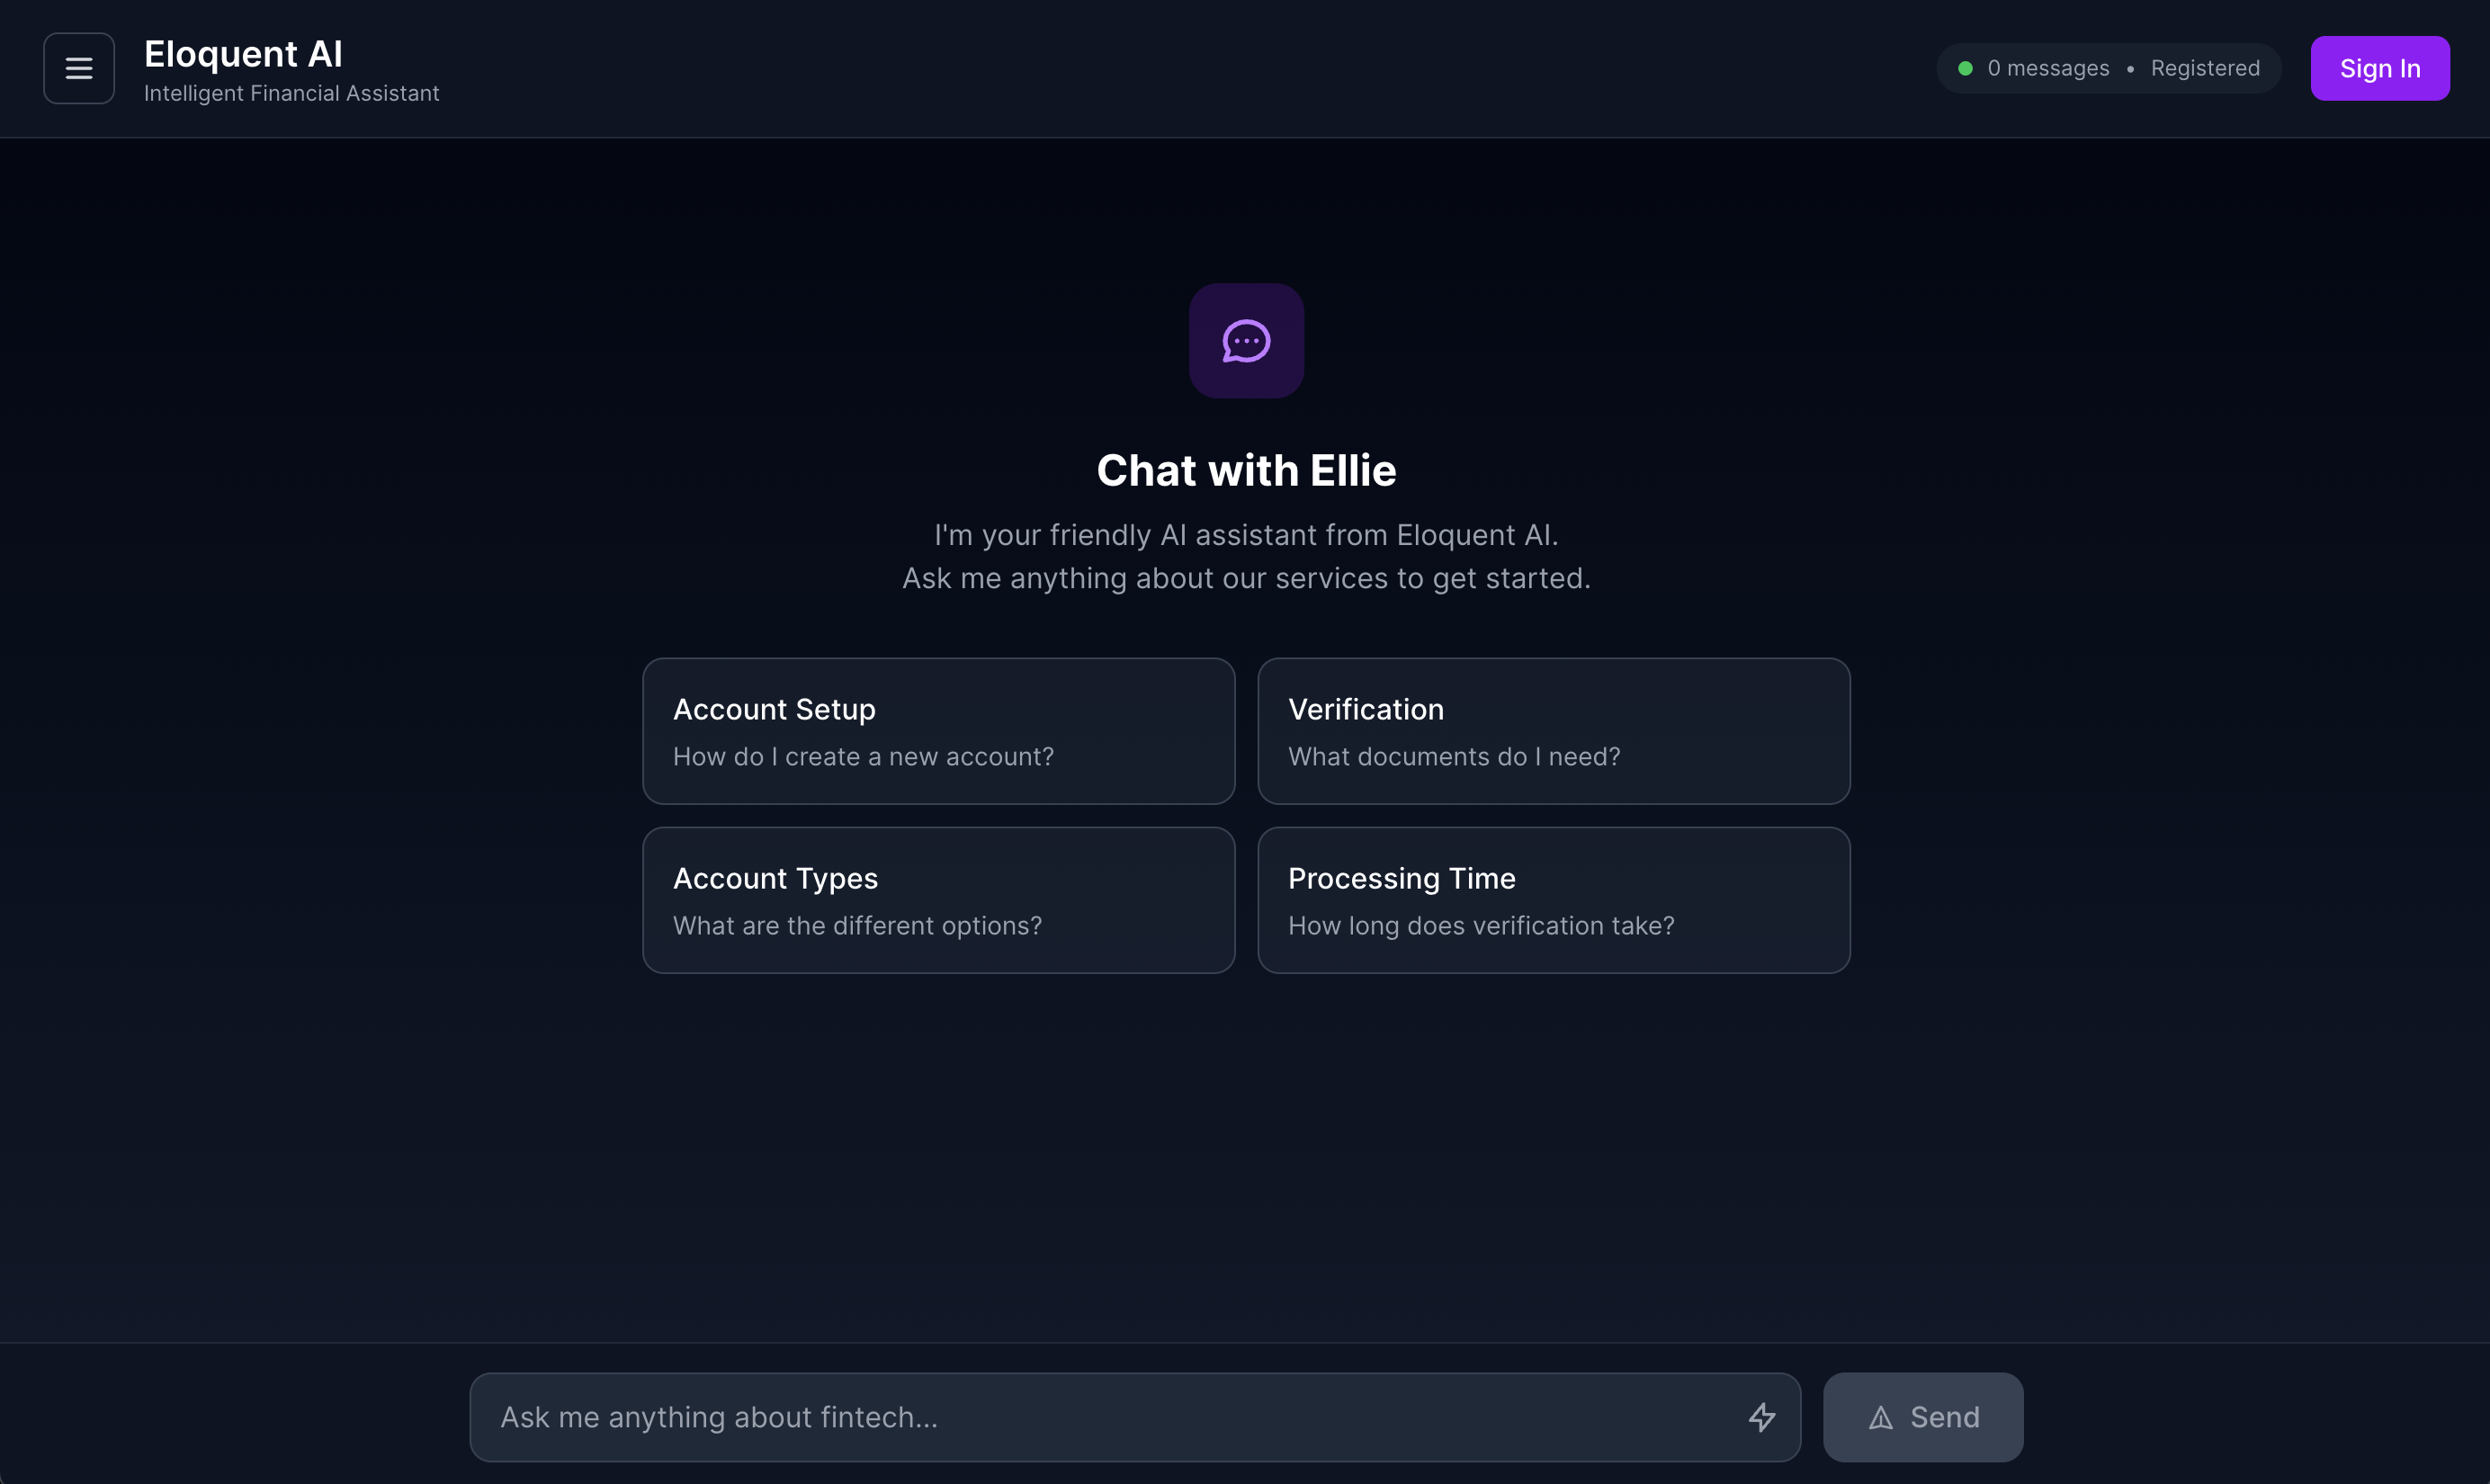 Eloquent AI
Intelligent Financial Assistant
0 messages • Registered
Sign In
Chat with Ellie
I'm your friendly AI assistant from Eloquent AI.
Ask me anything about our services to get started.
Account Setup
How do I create a new account?
Verification
What documents do I need?
Account Types
What are the different options?
Processing Time
How long does verification take?
Ask me anything about fintech...
Send